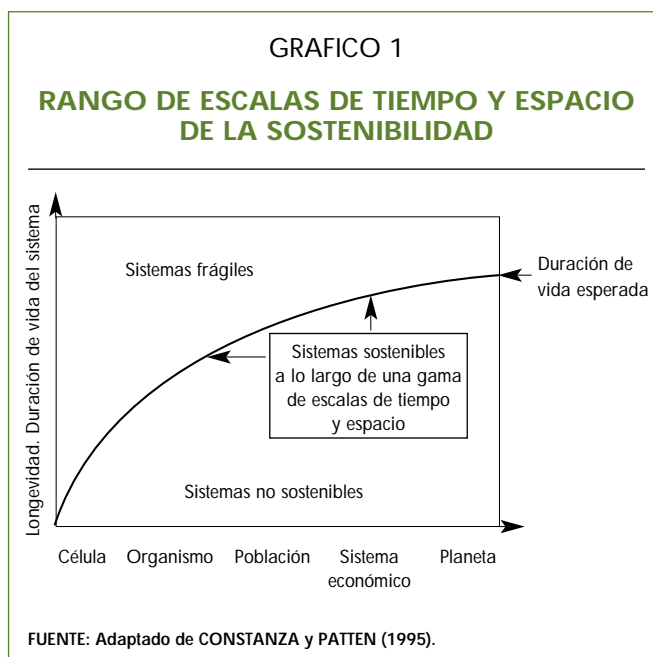 GRAFICO 1
RANGO DE ESCALAS DE TIEMPO Y ESPACIO
DE LA SOSTENIBILIDAD
Longevidad. Duración de vida del sistema
Sistemas frágiles
Duración de
vida esperada
Sistemas sostenibles
a lo largo de una gama
de escalas de tiempo
y espacio
Sistemas no sostenibles
Célula Organismo Población Sistema Planeta
económico
FUENTE: Adaptado de CONSTANZA y PATTEN (1995).